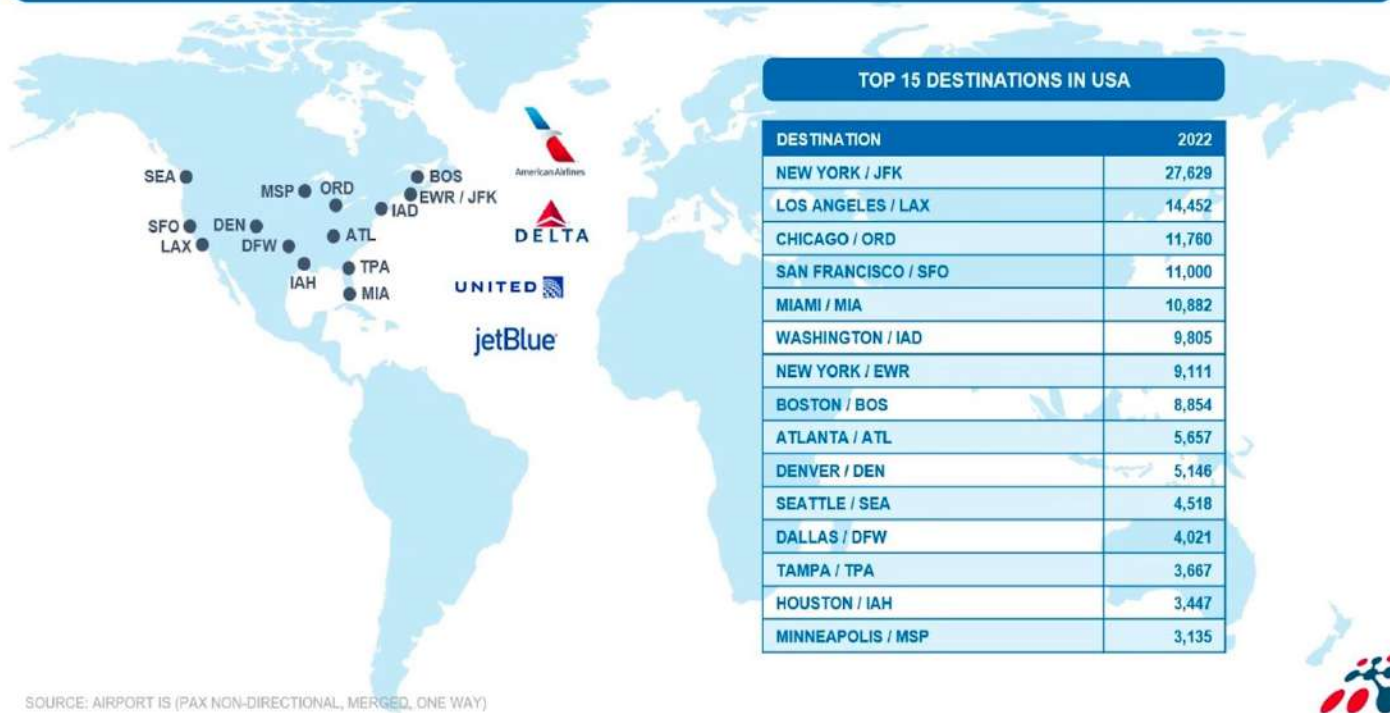 TOP 15 DESTINATIONS IN USA
DESTINATION 2022
NEW YORK / JFK 27,629
LOS ANGELES / LAX 14,452
CHICAGO / ORD 11,760
SAN FRANCISCO / SFO 11,000
MIAMI / MIA 10,882
WASHINGTON / IAD 9,805
NEW YORK / EWR 9,111
BOSTON / BOS 8,854
ATLANTA / ATL 5,657
DENVER / DEN 5,146
SEATTLE / SEA 4,518
DALLAS / DFW 4,021
TAMPA / TPA 3,667
HOUSTON / IAH 3,447
MINNEAPOLIS / MSP 3,135
SEA
MSP
ORD
BOS
EWR / JFK
IAD
SFO
DEN
LAX
DFW
ATL
IAH
TPA
MIA
American Airlines
DELTA
UNITED
jetBlue
SOURCE: AIRPORT IS (PAX NON-DIRECTIONAL, MERGED, ONE WAY)